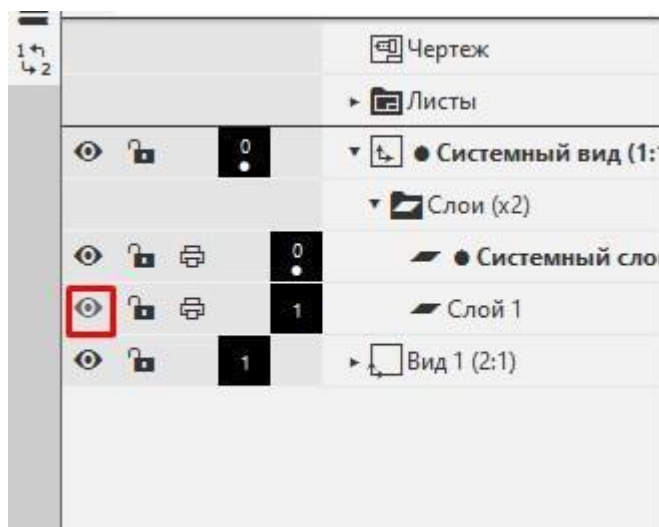 1
2
Чертеж
Листы
0 Системный вид (1:1
Слои (x2)
0 Системный сло
1 Слой 1
1 Вид 1 (2:1)